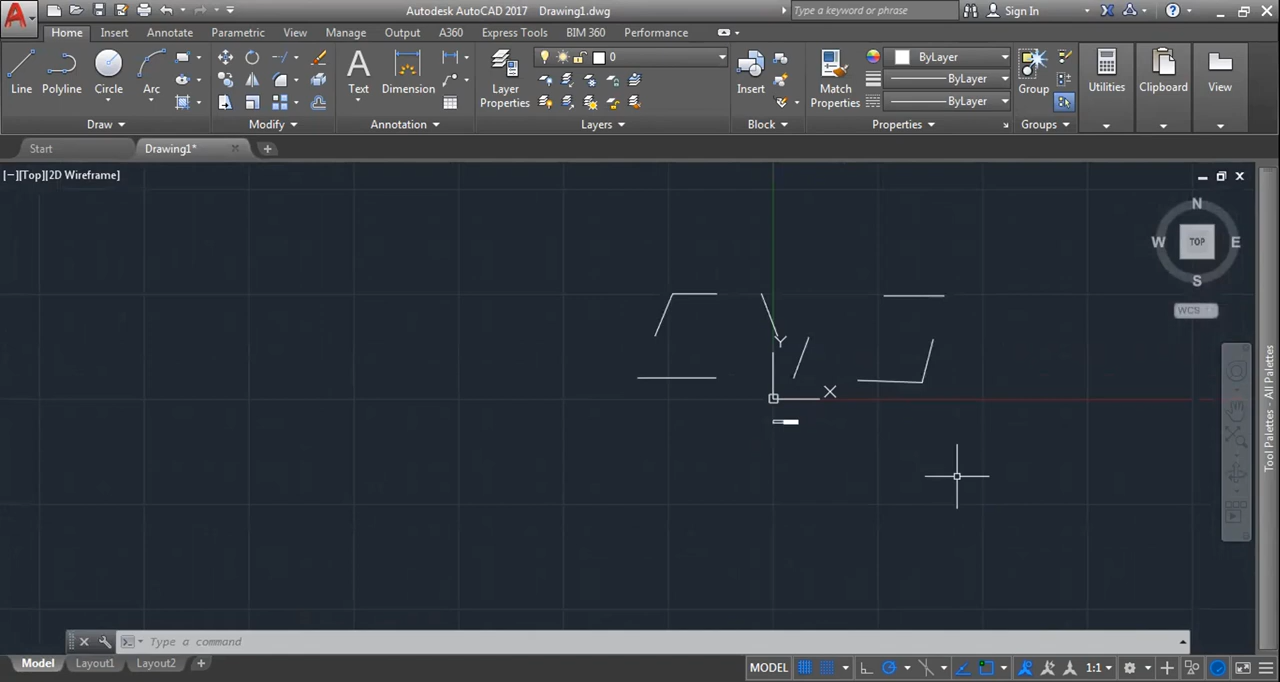 Autodesk AutoCAD 2017 Drawing1.dwg
Type a keyword or phrase
Sign In
Home Insert Annotate Parametric View Manage Output A360 Express Tools BIM 360 Performance
Line Polyline Circle Arc
Text Dimension
Layer Properties
0
Insert
Match Properties
ByLayer
ByLayer
ByLayer
Group
Utilities Clipboard View
Draw Modify Annotation Layers Block Properties Groups
Start Drawing1*
[−][Top][2D Wireframe]
N
W TOP E
S
WCS
Y
X
Tool Palettes - All Palettes
Type a command
Model Layout1 Layout2
MODEL 1:1